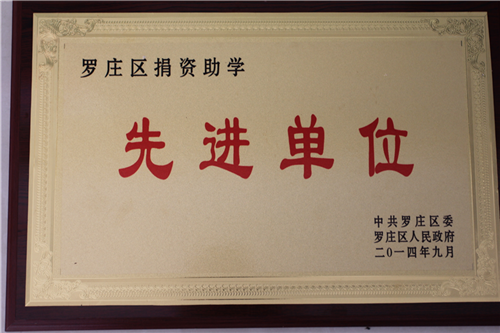 罗庄区捐资助学
先进单位
中共罗庄区委
罗庄区人民政府
二〇一四年九月